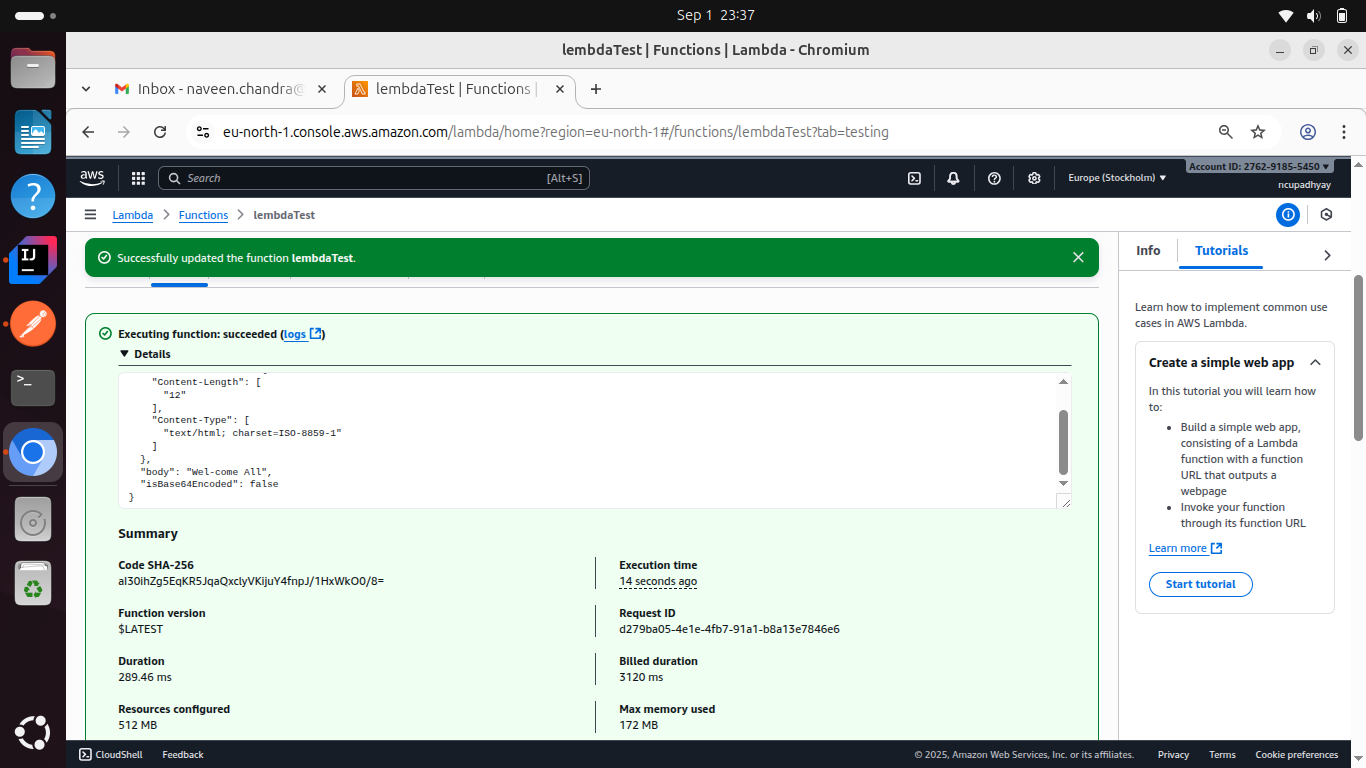 Sep 1 23:37
lembdaTest | Functions | Lambda - Chromium
Inbox - naveen.chandra@
lembdaTest | Functions |
eu-north-1.console.aws.amazon.com/lambda/home?region=eu-north-1#/functions/lembdaTest?tab=testing
aws
Search
[Alt+S]
Europe (Stockholm)
Account ID: 2762-9185-5450
ncupadhyay
Lambda
Functions
lembdaTest
Successfully updated the function lembdaTest.
Executing function: succeeded (logs)
Details
"Content-Length": [
"12"
],
"Content-Type": [
"text/html; charset=ISO-8859-1"
]
},
"body": "Wel-come All",
"isBase64Encoded": false
}
Summary
Code SHA-256
aI30ihZg5EqKR5JqaQxclyVKijuY4fnpJ/1HxWkO0/8=
Execution time
14 seconds ago
Function version
$LATEST
Request ID
d279ba05-4e1e-4fb7-91a1-b8a13e7846e6
Duration
289.46 ms
Billed duration
3120 ms
Resources configured
512 MB
Max memory used
172 MB
Info
Tutorials
Learn how to implement common use
cases in AWS Lambda.
Create a simple web app
In this tutorial you will learn how
to:
Build a simple web app,
consisting of a Lambda
function with a function
URL that outputs a
webpage
Invoke your function
through its function URL
Learn more
Start tutorial
CloudShell
Feedback
© 2025, Amazon Web Services, Inc. or its affiliates.
Privacy
Terms
Cookie preferences